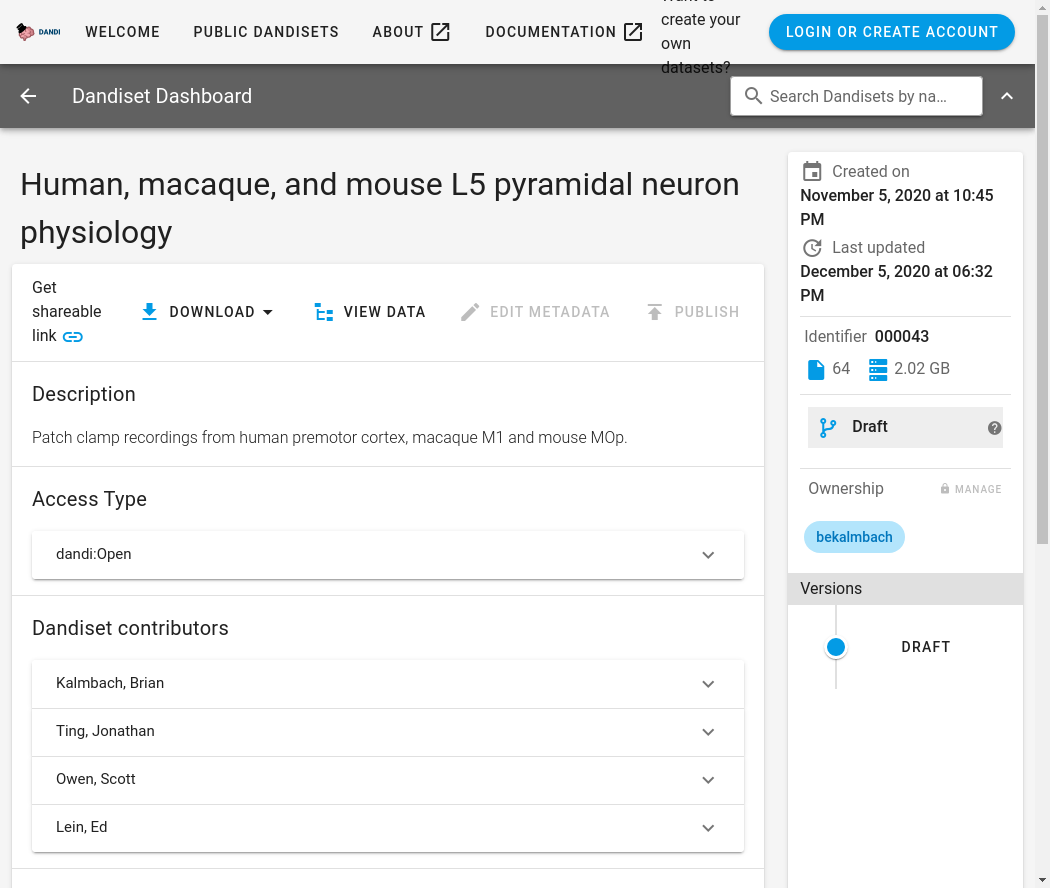 DANDI
WELCOME
PUBLIC DANDISETS
ABOUT
DOCUMENTATION
create your
own
datasets?
LOGIN OR CREATE ACCOUNT
Dandiset Dashboard
Search Dandisets by na…
Human, macaque, and mouse L5 pyramidal neuron
physiology
Get
shareable
link
DOWNLOAD
VIEW DATA
EDIT METADATA
PUBLISH
Description
Patch clamp recordings from human premotor cortex, macaque M1 and mouse MOp.
Access Type
dandi:Open
Dandiset contributors
Kalmbach, Brian
Ting, Jonathan
Owen, Scott
Lein, Ed
Created on
November 5, 2020 at 10:45
PM
Last updated
December 5, 2020 at 06:32
PM
Identifier 000043
64 2.02 GB
Draft
Ownership
MANAGE
bekalmbach
Versions
DRAFT